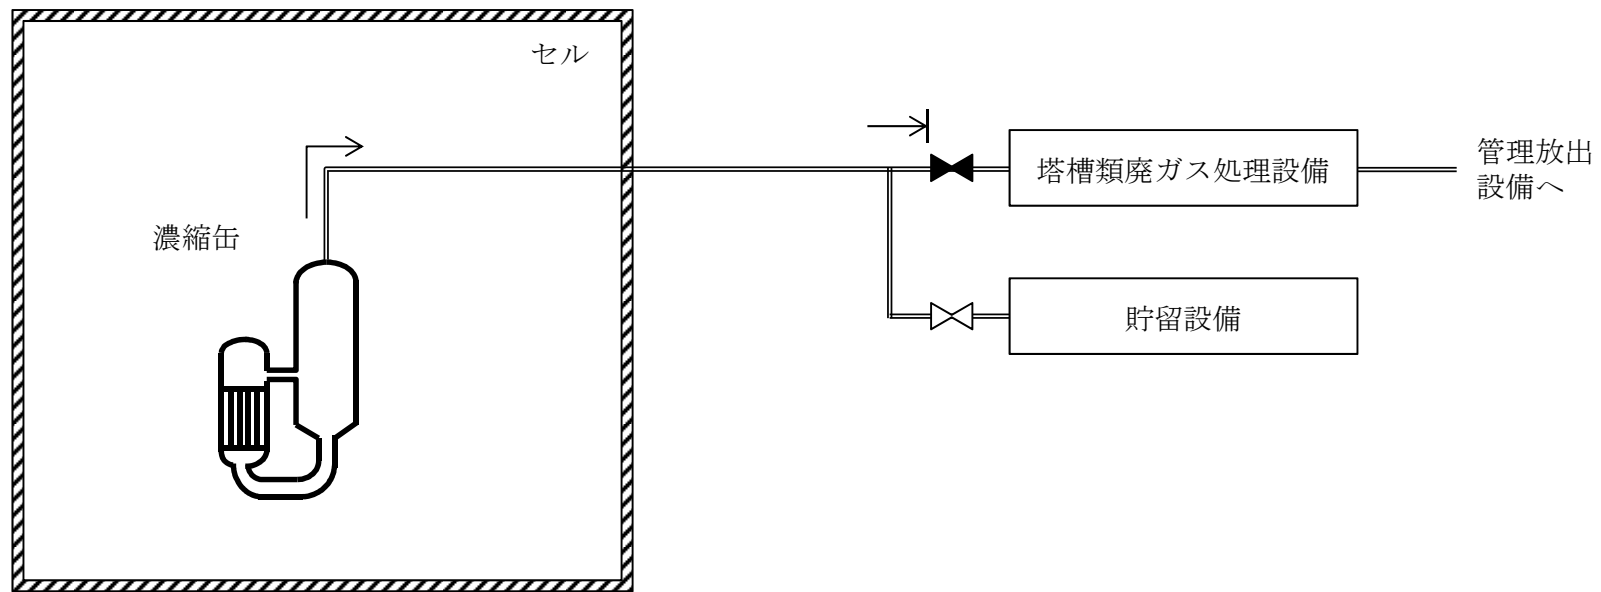 セル
塔槽類廃ガス処理設備
管理放出
設備へ
濃縮缶
貯留設備